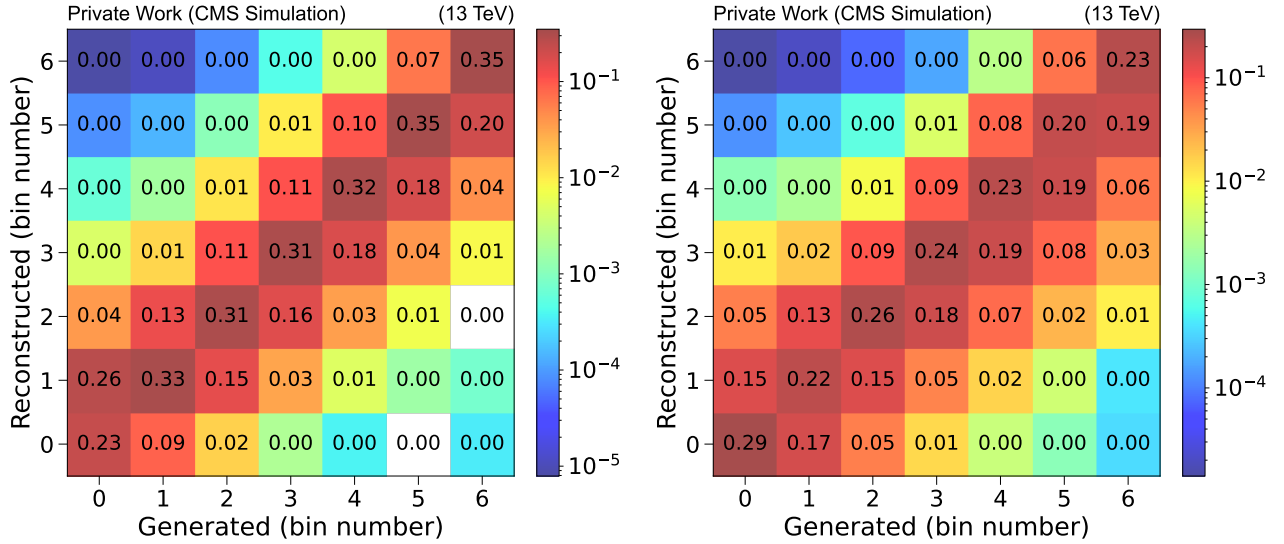 Private Work (CMS Simulation) (13 TeV)
6 0.00 0.00 0.00 0.00 0.00 0.07 0.35
5 0.00 0.00 0.00 0.01 0.10 0.35 0.20
4 0.00 0.00 0.01 0.11 0.32 0.18 0.04
3 0.00 0.01 0.11 0.31 0.18 0.04 0.01
2 0.04 0.13 0.31 0.16 0.03 0.01 0.00
1 0.26 0.33 0.15 0.03 0.01 0.00 0.00
0 0.23 0.09 0.02 0.00 0.00 0.00 0.00
0 1 2 3 4 5 6
Generated (bin number)
Reconstructed (bin number)
10⁻¹
10⁻²
10⁻³
10⁻⁴
10⁻⁵
Private Work (CMS Simulation) (13 TeV)
6 0.00 0.00 0.00 0.00 0.00 0.06 0.23
5 0.00 0.00 0.00 0.01 0.08 0.20 0.19
4 0.00 0.00 0.01 0.09 0.23 0.19 0.06
3 0.01 0.02 0.09 0.24 0.19 0.08 0.03
2 0.05 0.13 0.26 0.18 0.07 0.02 0.01
1 0.15 0.22 0.15 0.05 0.02 0.00 0.00
0 0.29 0.17 0.05 0.01 0.00 0.00 0.00
0 1 2 3 4 5 6
Generated (bin number)
Reconstructed (bin number)
10⁻¹
10⁻²
10⁻³
10⁻⁴